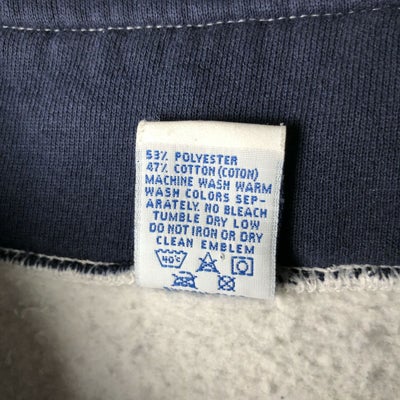 53% POLYESTER
47% COTTON (COTON)
MACHINE WASH WARM
WASH COLORS SEP-
ARATELY. NO BLEACH
TUMBLE DRY LOW
DO NOT IRON OR DRY
CLEAN EMBLEM
40°C